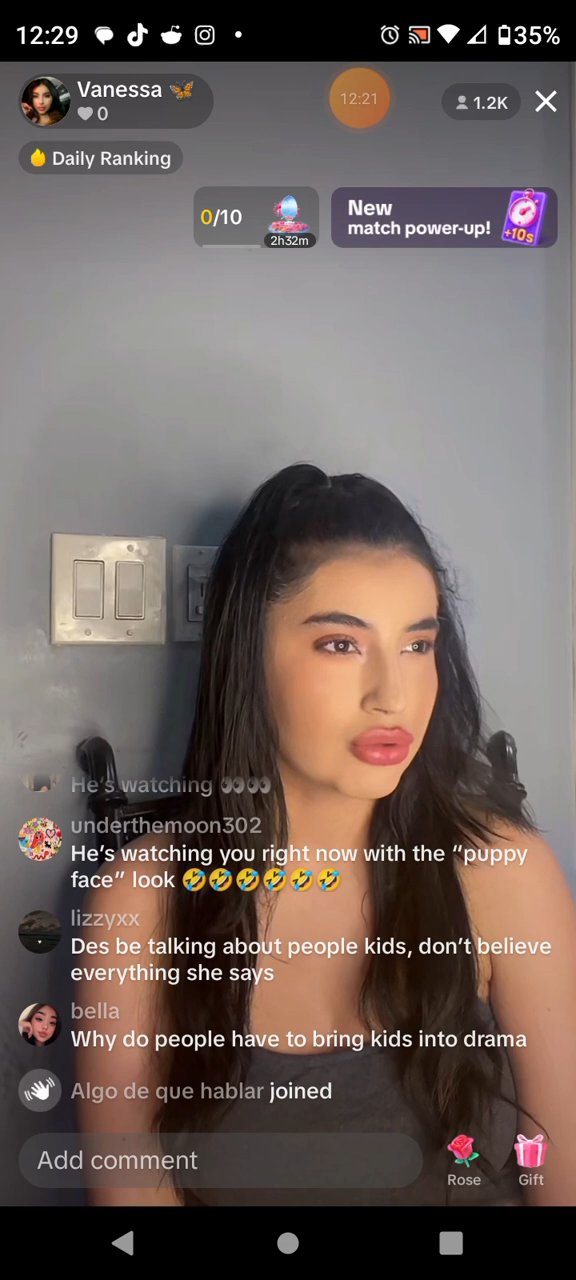 12:29
35%
Vanessa 🦋
0
12:21
1.2K
Daily Ranking
0/10
2h32m
New
match power-up!
+10s
He's watching 👀👀
underthemoon302
He's watching you right now with the “puppy
face” look 🤣🤣🤣🤣🤣🤣
lizzyxx
Des be talking about people kids, don't believe
everything she says
bella
Why do people have to bring kids into drama
Algo de que hablar joined
Add comment
Rose
Gift